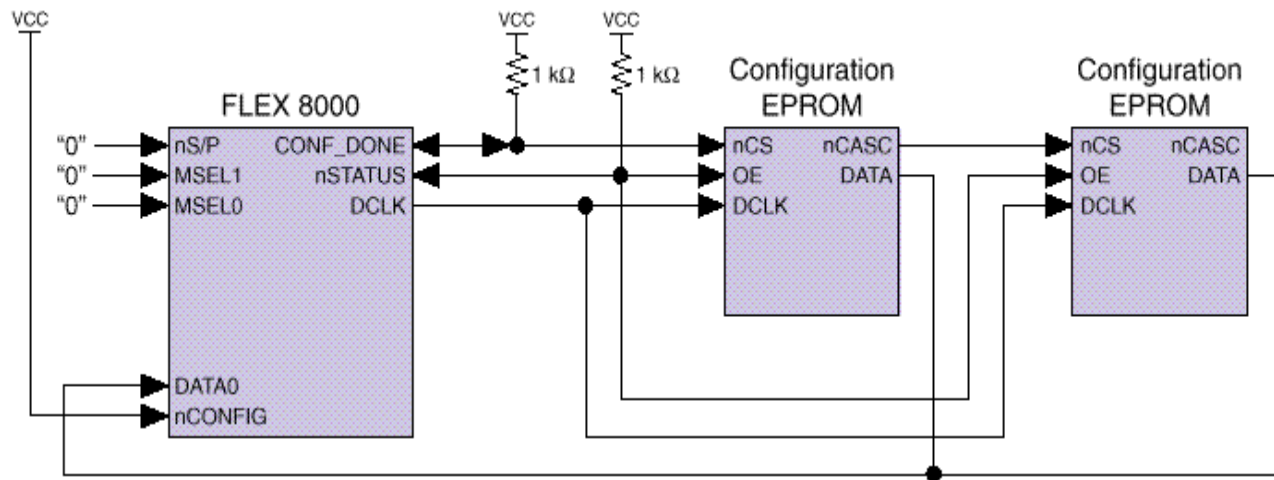 VCC
VCC
VCC
1 kΩ
1 kΩ
Configuration
EPROM
Configuration
EPROM
FLEX 8000
“0”
nS/P
CONF_DONE
nCS
nCASC
nCS
nCASC
“0”
MSEL1
nSTATUS
OE
DATA
OE
DATA
“0”
MSEL0
DCLK
DCLK
DCLK
DATA0
nCONFIG